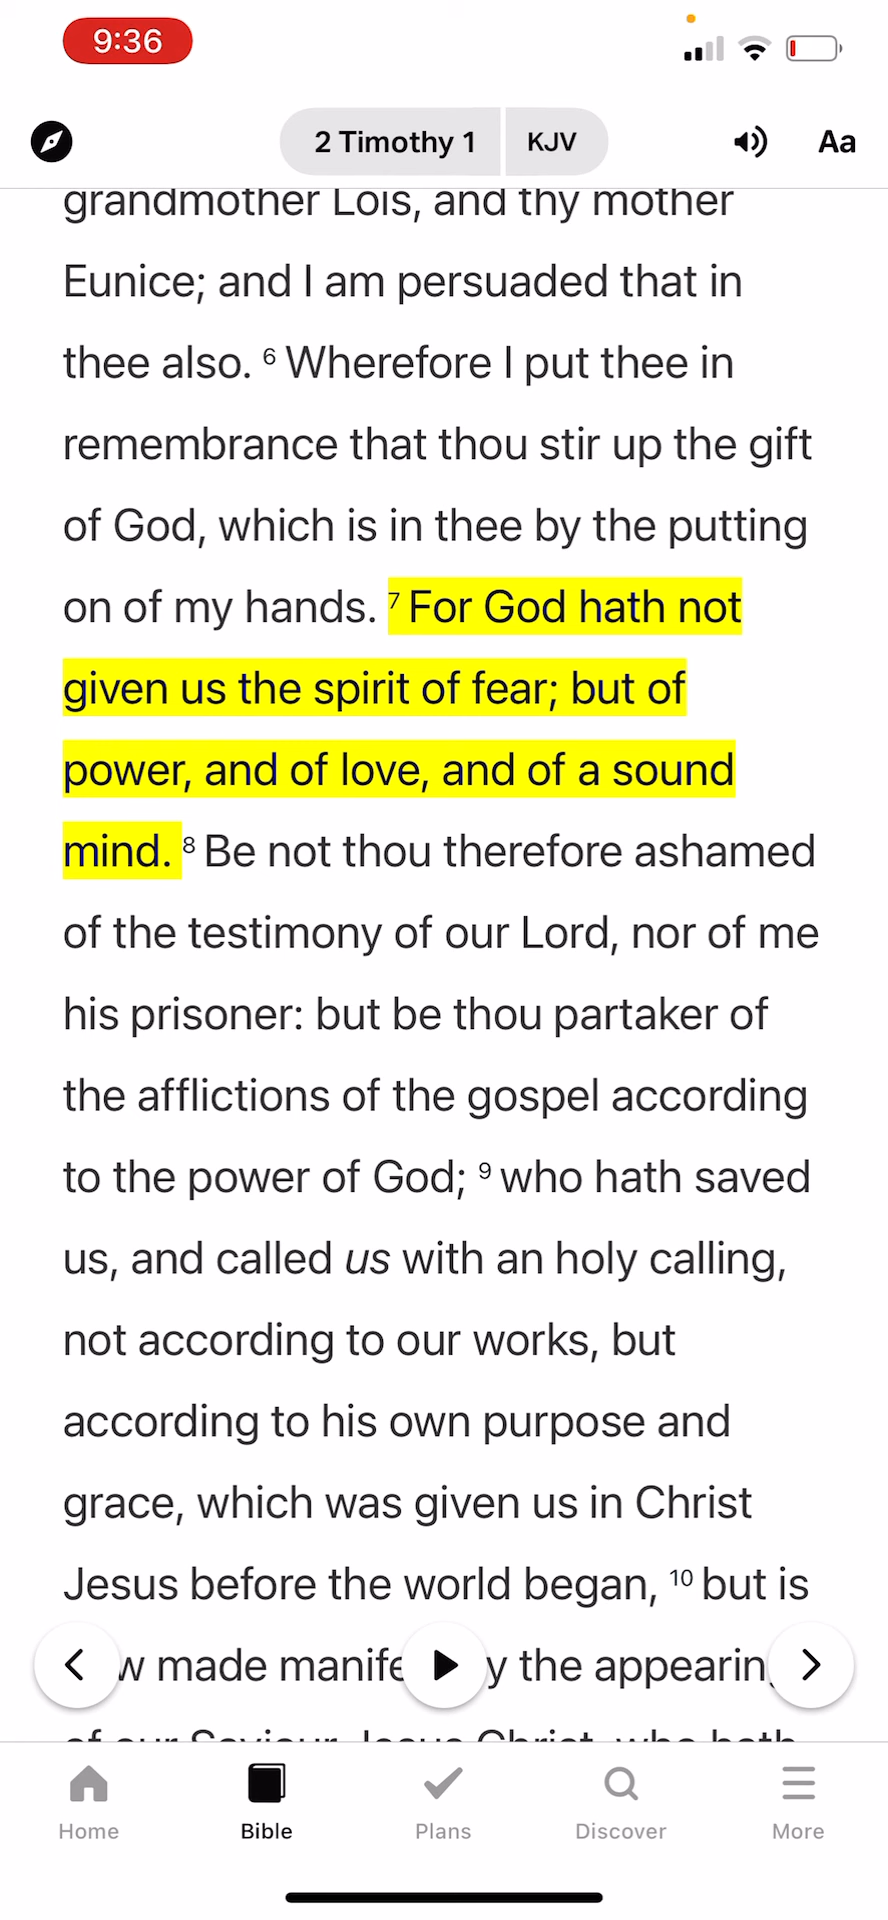 9:36
2 Timothy 1 KJV Aa
grandmother Lois, and thy mother
Eunice; and I am persuaded that in
thee also. 6 Wherefore I put thee in
remembrance that thou stir up the gift
of God, which is in thee by the putting
on of my hands. 7 For God hath not
given us the spirit of fear; but of
power, and of love, and of a sound
mind. 8 Be not thou therefore ashamed
of the testimony of our Lord, nor of me
his prisoner: but be thou partaker of
the afflictions of the gospel according
to the power of God; 9 who hath saved
us, and called us with an holy calling,
not according to our works, but
according to his own purpose and
grace, which was given us in Christ
Jesus before the world began, 10 but is
w made manife y the appearin
of our Saviour Jesus Christ, who hath
Home Bible Plans Discover More